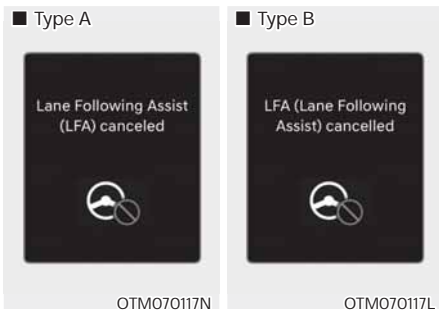 ■ Type A
Lane Following Assist
(LFA) canceled
OTM070117N
■ Type B
LFA (Lane Following
Assist) cancelled
OTM070117L